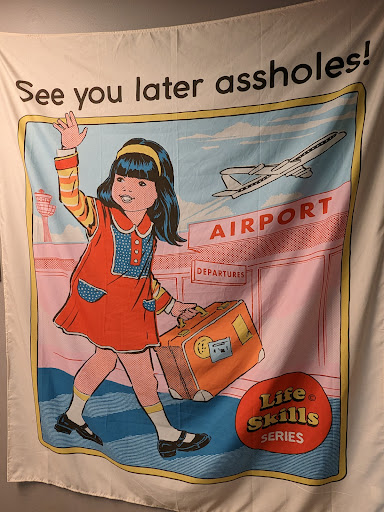 See you later assholes!
AIRPORT
DEPARTURES
Life ©
Skills
SERIES